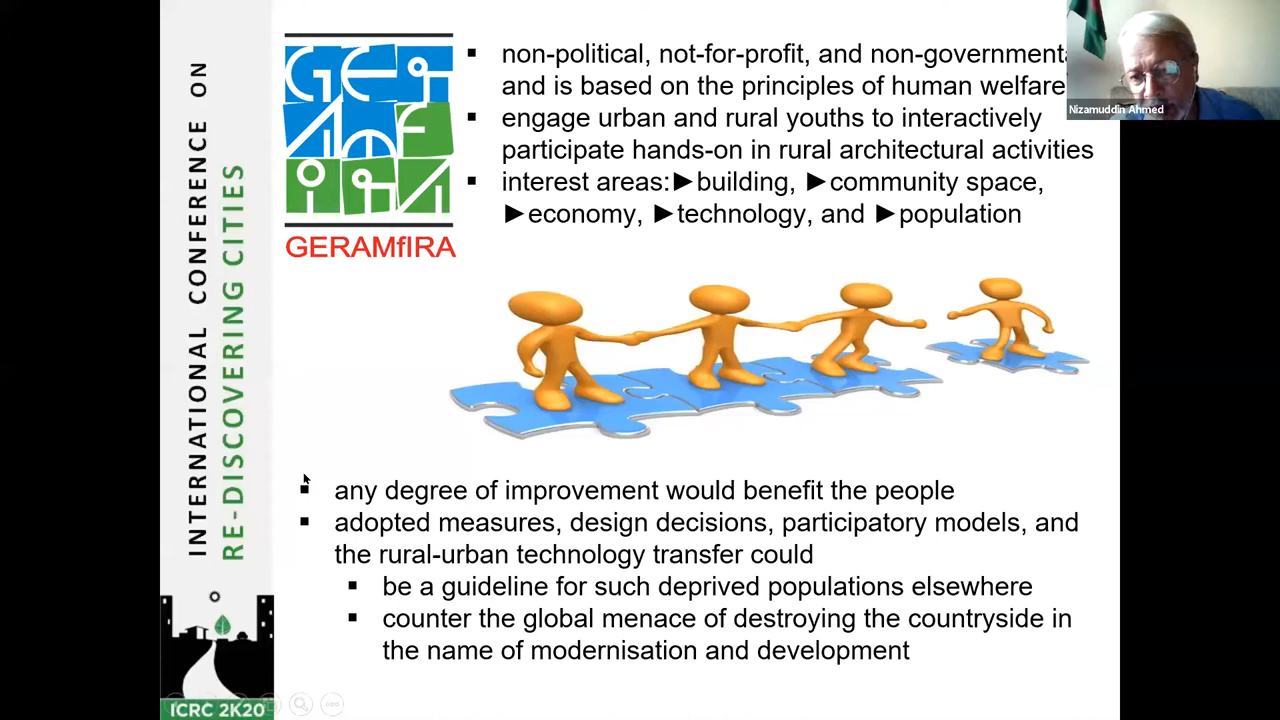 INTERNATIONAL CONFERENCE ON
RE-DISCOVERING CITIES
ICRC 2K20
GERAMfIRA
GERAMfIRA
▪ non-political, not-for-profit, and non-governmenta
and is based on the principles of human welfare
▪ engage urban and rural youths to interactively
participate hands-on in rural architectural activities
▪ interest areas:►building, ►community space,
►economy, ►technology, and ►population
Nizamuddin Ahmed
▪ any degree of improvement would benefit the people
▪ adopted measures, design decisions, participatory models, and
the rural-urban technology transfer could
▪ be a guideline for such deprived populations elsewhere
▪ counter the global menace of destroying the countryside in
the name of modernisation and development